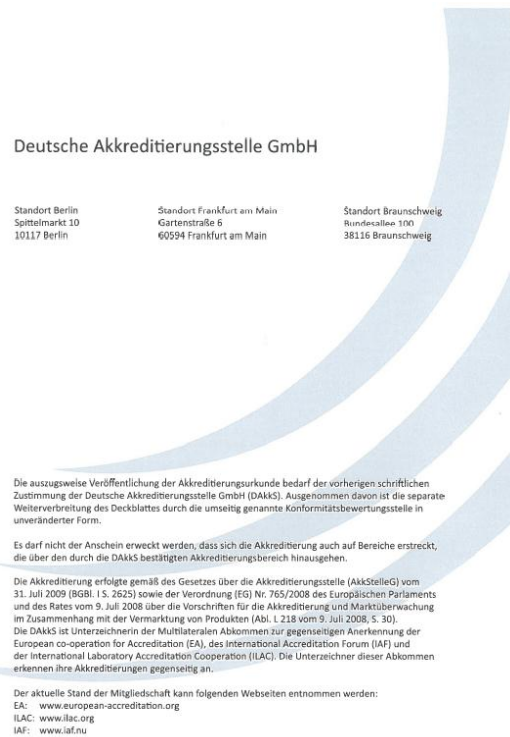 Deutsche Akkreditierungsstelle GmbH
Standort Berlin
Spittelmarkt 10
10117 Berlin
Standort Frankfurt am Main
Gartenstraße 6
60594 Frankfurt am Main
Standort Braunschweig
Bundesallee 100
38116 Braunschweig
Die auszugsweise Veröffentlichung der Akkreditierungsurkunde bedarf der vorherigen schriftlichen
Zustimmung der Deutsche Akkreditierungsstelle GmbH (DAkkS). Ausgenommen davon ist die separate
Weiterverbreitung des Deckblattes durch die umseitig genannte Konformitätsbewertungsstelle in
unveränderter Form.
Es darf nicht der Anschein erweckt werden, dass sich die Akkreditierung auch auf Bereiche erstreckt,
die über den durch die DAkkS bestätigten Akkreditierungsbereich hinausgehen.
Die Akkreditierung erfolgte gemäß des Gesetzes über die Akkreditierungsstelle (AkkStelleG) vom
31. Juli 2009 (BGBl. I S. 2625) sowie der Verordnung (EG) Nr. 765/2008 des Europäischen Parlaments
und des Rates vom 9. Juli 2008 über die Vorschriften für die Akkreditierung und Marktüberwachung
im Zusammenhang mit der Vermarktung von Produkten (Abl. L 218 vom 9. Juli 2008, S. 30).
Die DAkkS ist Unterzeichnerin der Multilateralen Abkommen zur gegenseitigen Anerkennung der
European co-operation for Accreditation (EA), des International Accreditation Forum (IAF) und
der International Laboratory Accreditation Cooperation (ILAC). Die Unterzeichner dieser Abkommen
erkennen ihre Akkreditierungen gegenseitig an.
Der aktuelle Stand der Mitgliedschaft kann folgenden Webseiten entnommen werden:
EA: www.european-accreditation.org
ILAC: www.ilac.org
IAF: www.iaf.nu